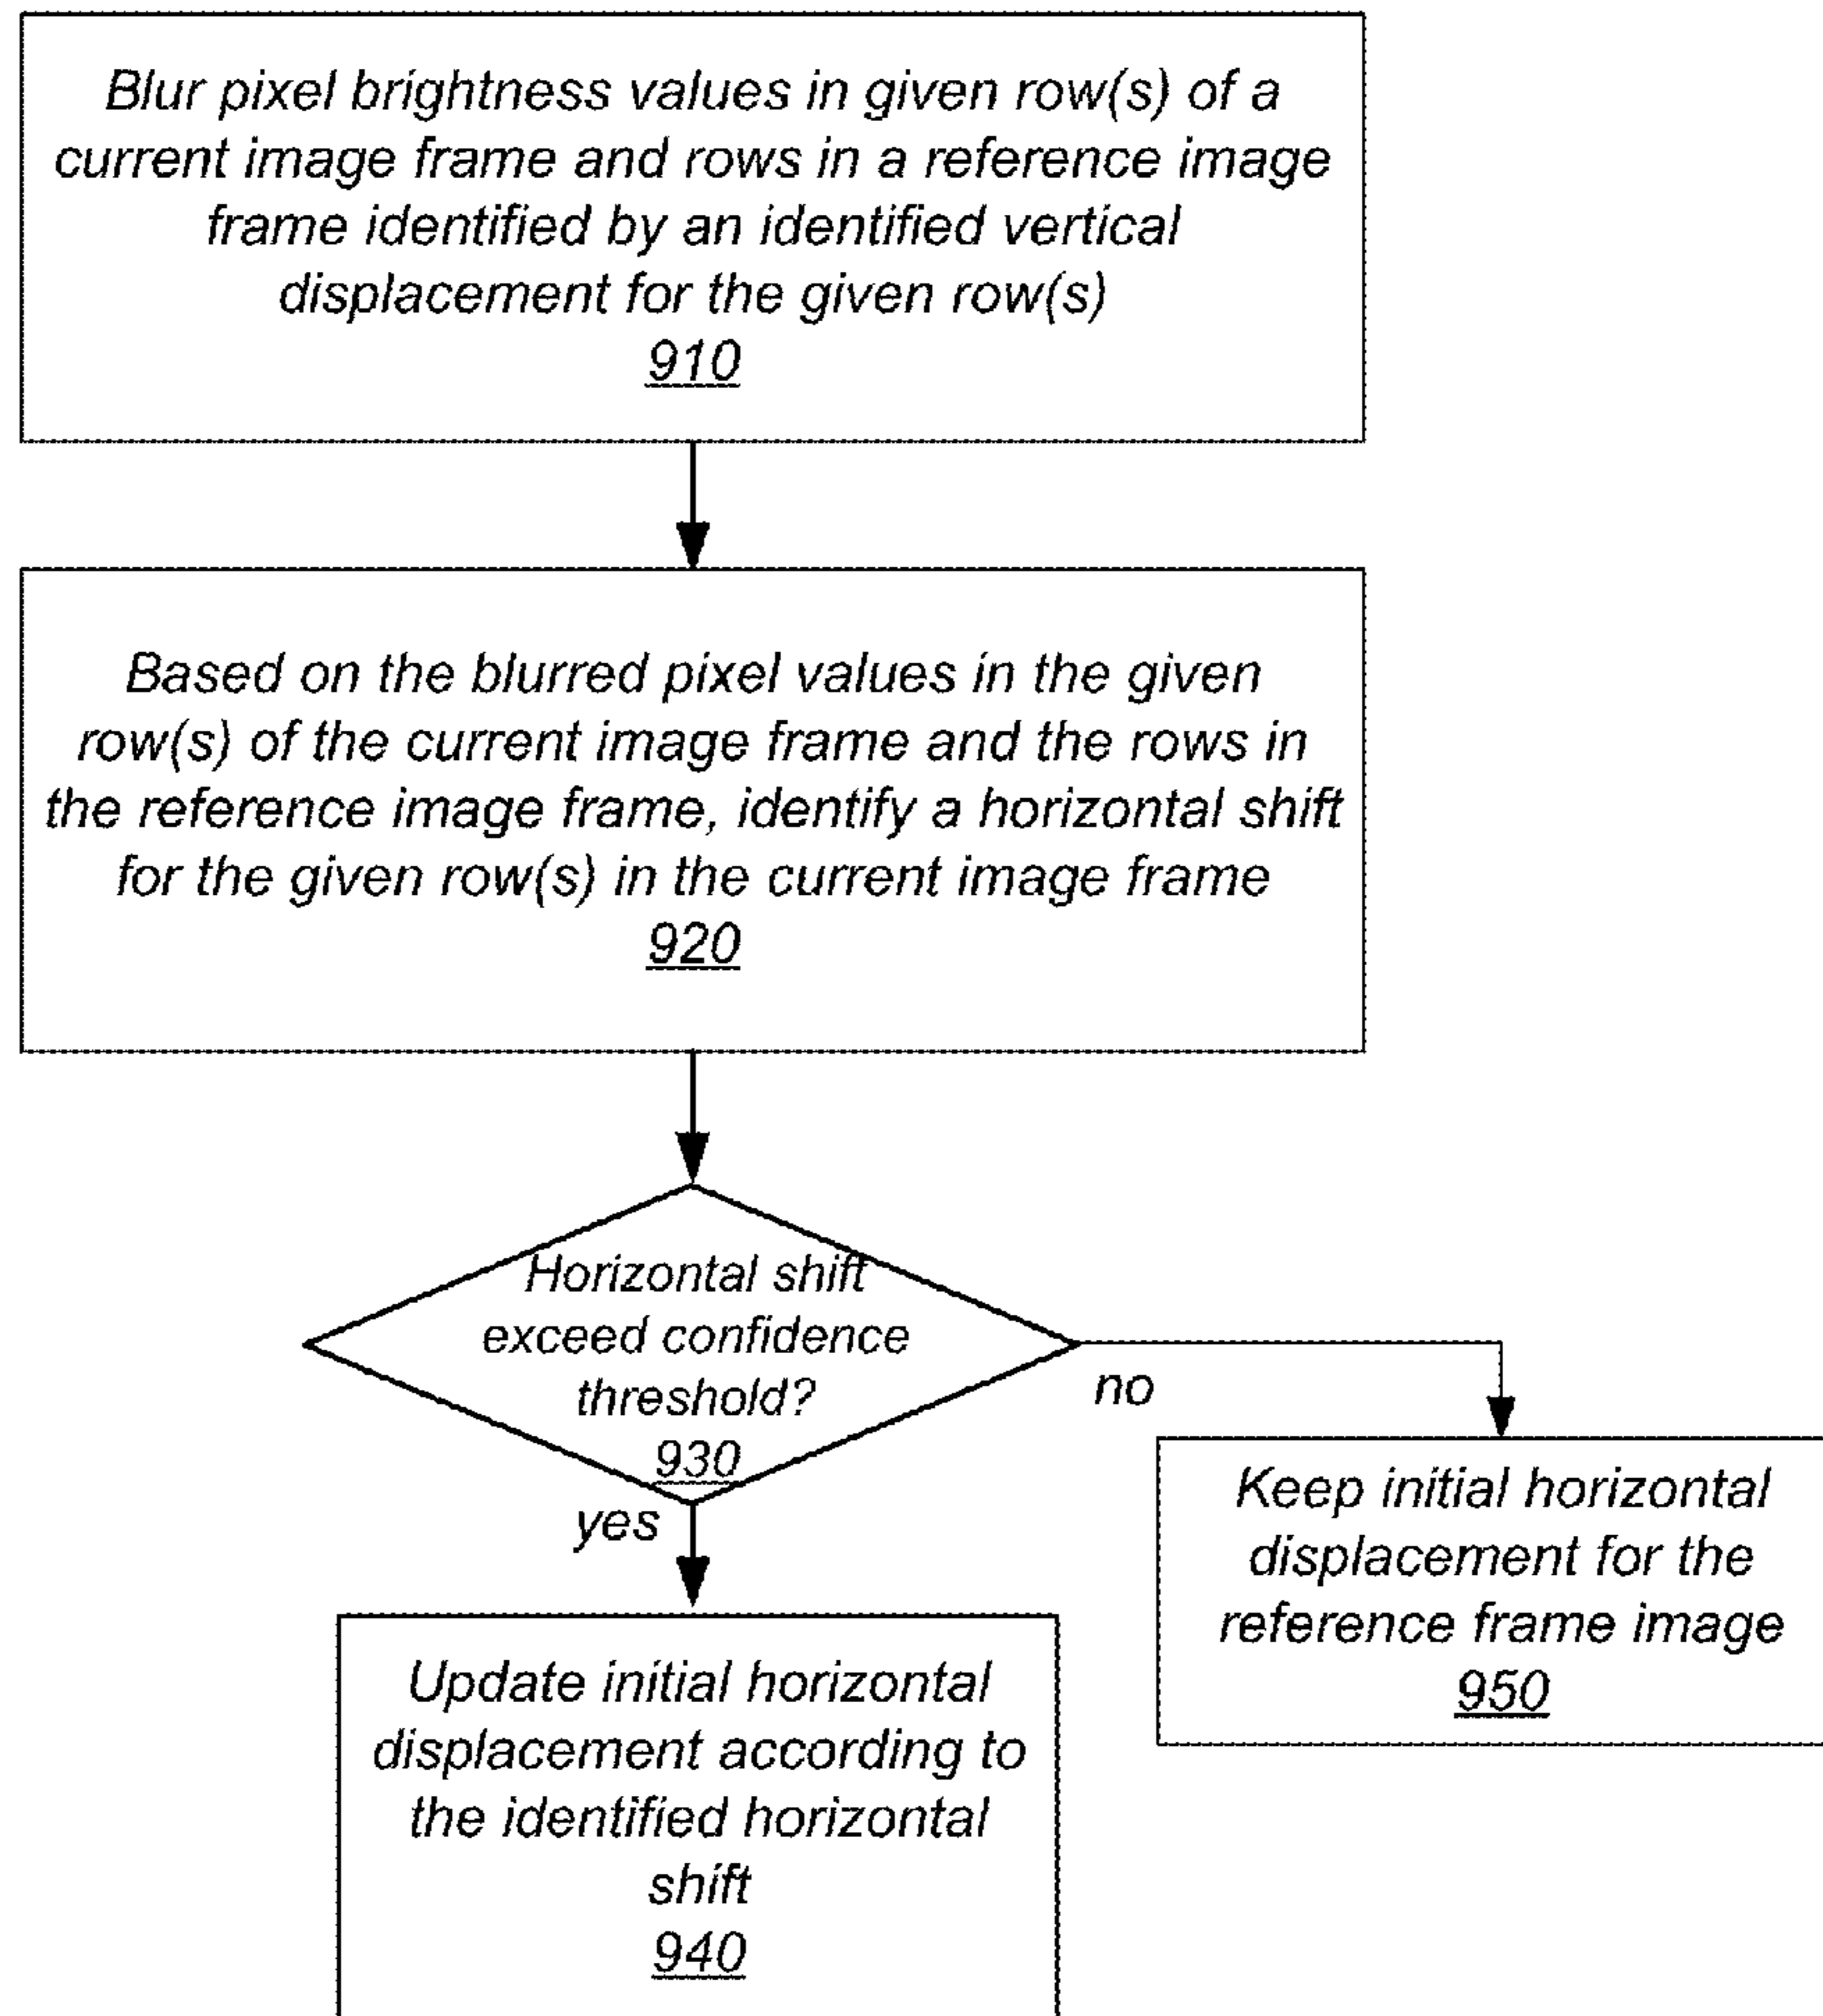 Blur pixel brightness values in given row(s) of a
current image frame and rows in a reference image
frame identified by an identified vertical
displacement for the given row(s)
910
Based on the blurred pixel values in the given
row(s) of the current image frame and the rows in
the reference image frame, identify a horizontal shift
for the given row(s) in the current image frame
920
Horizontal shift
exceed confidence
threshold?
930
no
yes
Keep initial horizontal
displacement for the
reference frame image
950
Update initial horizontal
displacement according to
the identified horizontal
shift
940